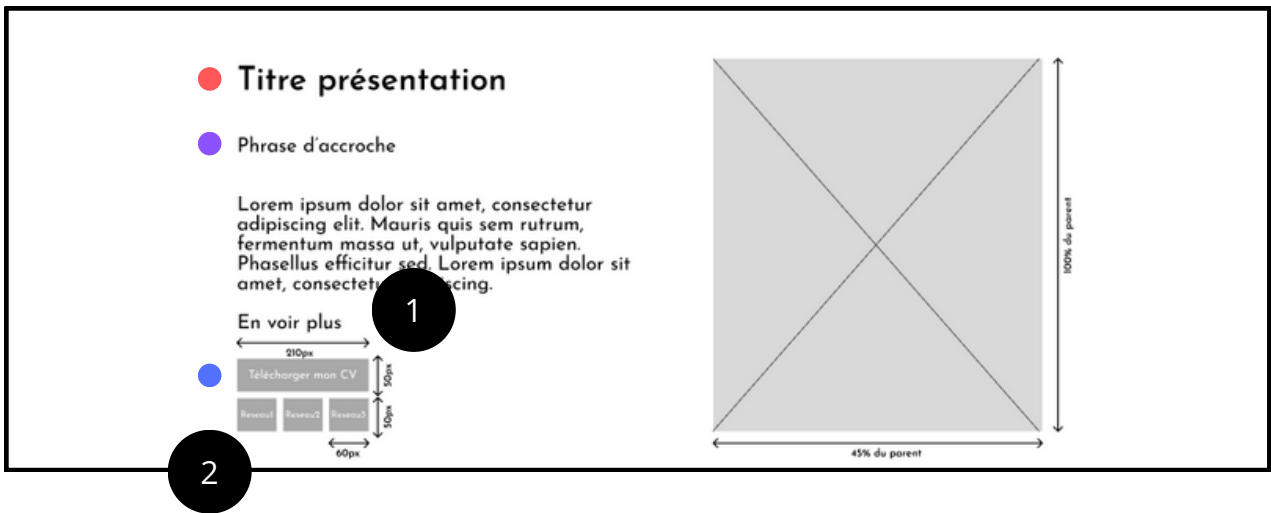 Titre présentation
Phrase d'accroche
Lorem ipsum dolor sit amet, consectetur
adipiscing elit. Mauris quis sem rutrum,
fermentum massa ut, vulputate sapien.
Phasellus efficitur sed. Lorem ipsum dolor sit
amet, consectetu scing.
1
En voir plus
210px
Télécharger mon CV
50px
Reseau1 Reseau2 Reseau3
50px
60px
2
100% du parent
45% du parent